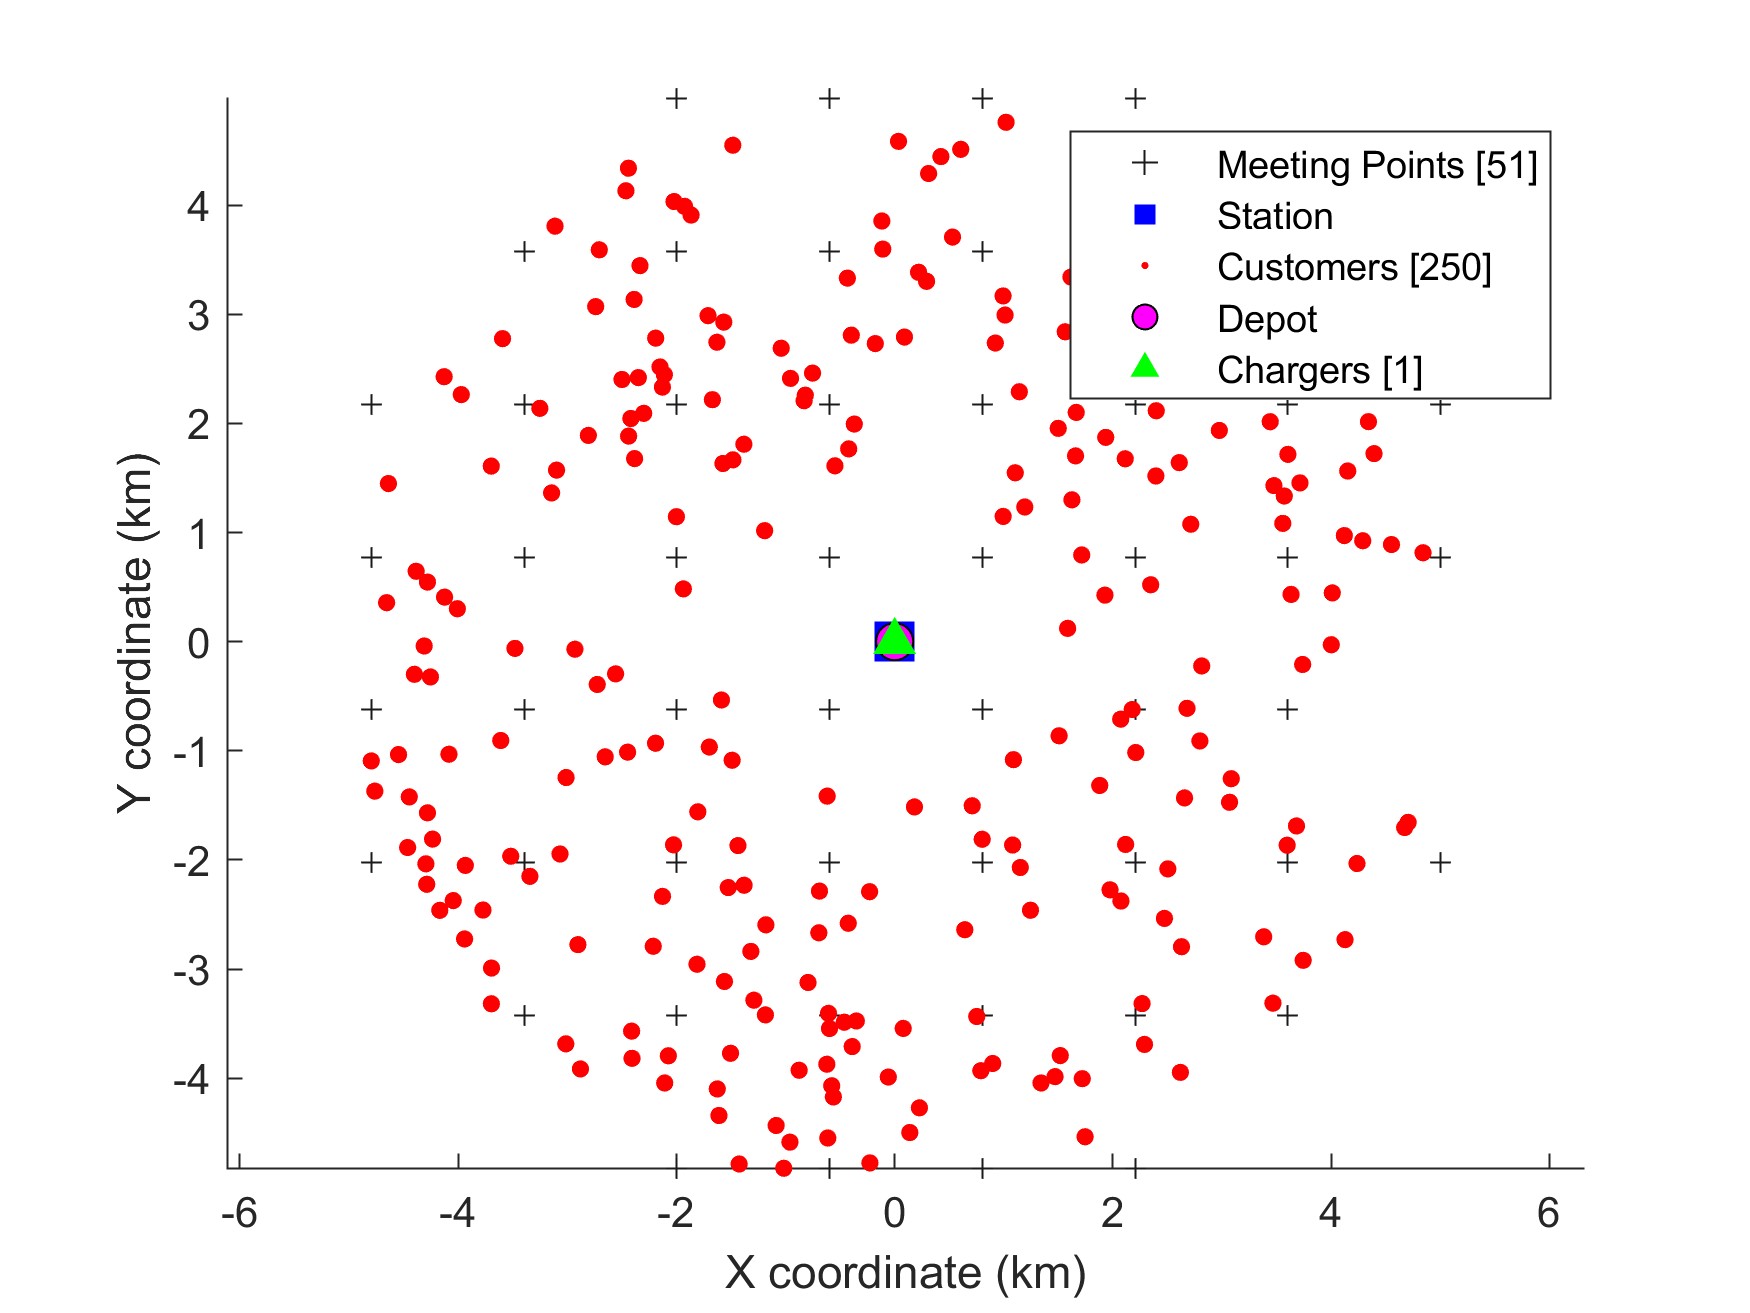 Meeting Points [51]
Station
Customers [250]
Depot
Chargers [1]
Y coordinate (km)
4
3
2
1
0
-1
-2
-3
-4
-6
-4
-2
0
2
4
6
X coordinate (km)